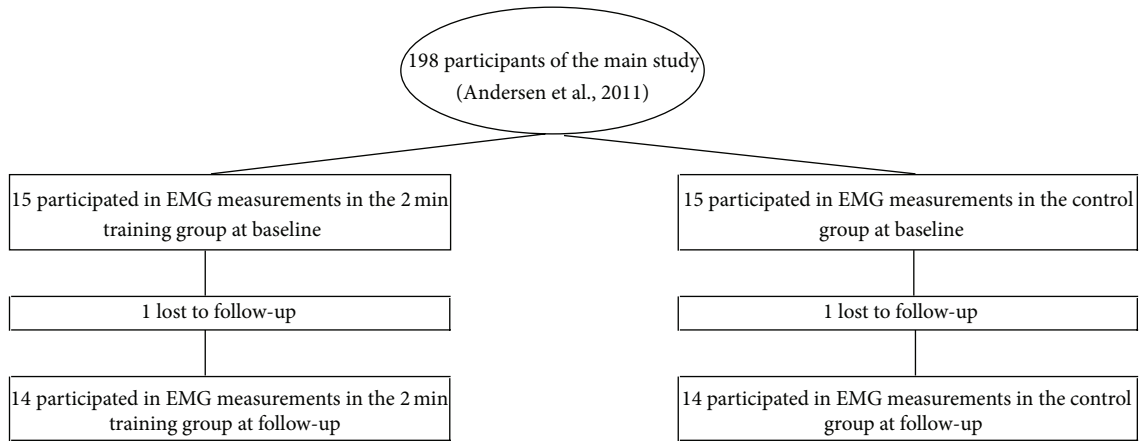 198 participants of the main study
(Andersen et al., 2011)
15 participated in EMG measurements in the 2 min
training group at baseline
15 participated in EMG measurements in the control
group at baseline
1 lost to follow-up
1 lost to follow-up
14 participated in EMG measurements in the 2 min
training group at follow-up
14 participated in EMG measurements in the control
group at follow-up